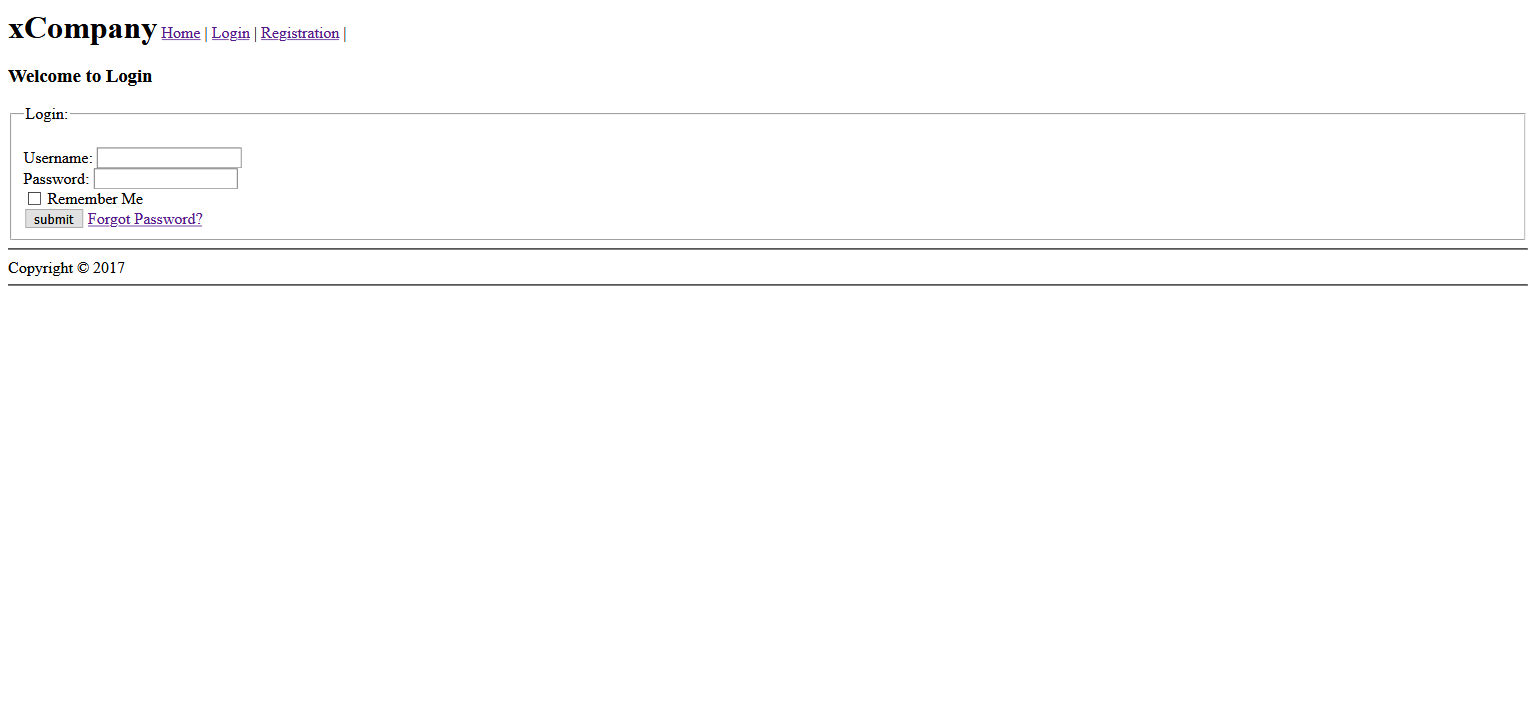 xCompany Home | Login | Registration |
Welcome to Login
Login:
Username:
Password:
Remember Me
submit Forgot Password?
Copyright © 2017